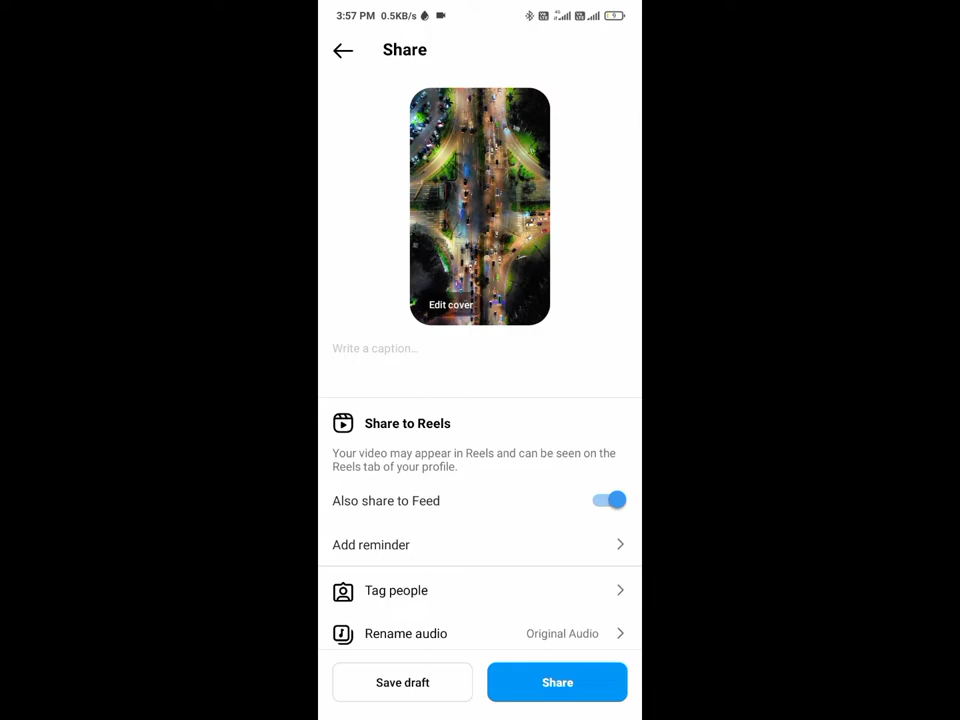 3:57 PM 0.5KB/s
Share
Edit cover
Write a caption...
Share to Reels
Your video may appear in Reels and can be seen on the
Reels tab of your profile.
Also share to Feed
Add reminder
Tag people
Rename audio Original Audio
Save draft Share